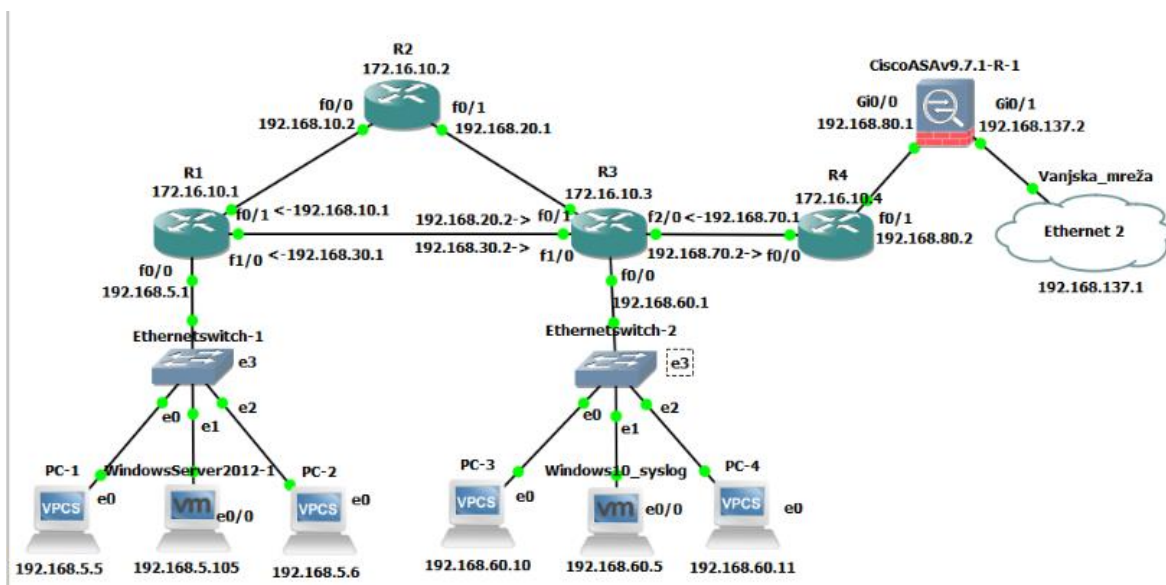 R2
172.16.10.2
f0/0
f0/1
192.168.10.2
192.168.20.1
CiscoASAv9.7.1-R-1
Gi0/0
Gi0/1
192.168.80.1
192.168.137.2
R1
172.16.10.1
f0/1 <-192.168.10.1
f1/0 <-192.168.30.1
f0/0
192.168.5.1
R3
172.16.10.3
192.168.20.2-> f0/1
192.168.30.2-> f1/0
f2/0 <-192.168.70.1
192.168.70.2-> f0/0
f0/0
192.168.60.1
R4
172.16.10.4
f0/1
192.168.80.2
Vanjska_mreža
Ethernet 2
192.168.137.1
Ethernetswitch-1
e3
e0
e1
e2
Ethernetswitch-2
e3
e0
e1
e2
PC-1
WindowsServer2012-1
PC-2
VPCS
e0
vm
e0/0
VPCS
e0
192.168.5.5
192.168.5.105
192.168.5.6
PC-3
Windows10_syslog
PC-4
VPCS
e0
vm
e0/0
VPCS
e0
192.168.60.10
192.168.60.5
192.168.60.11